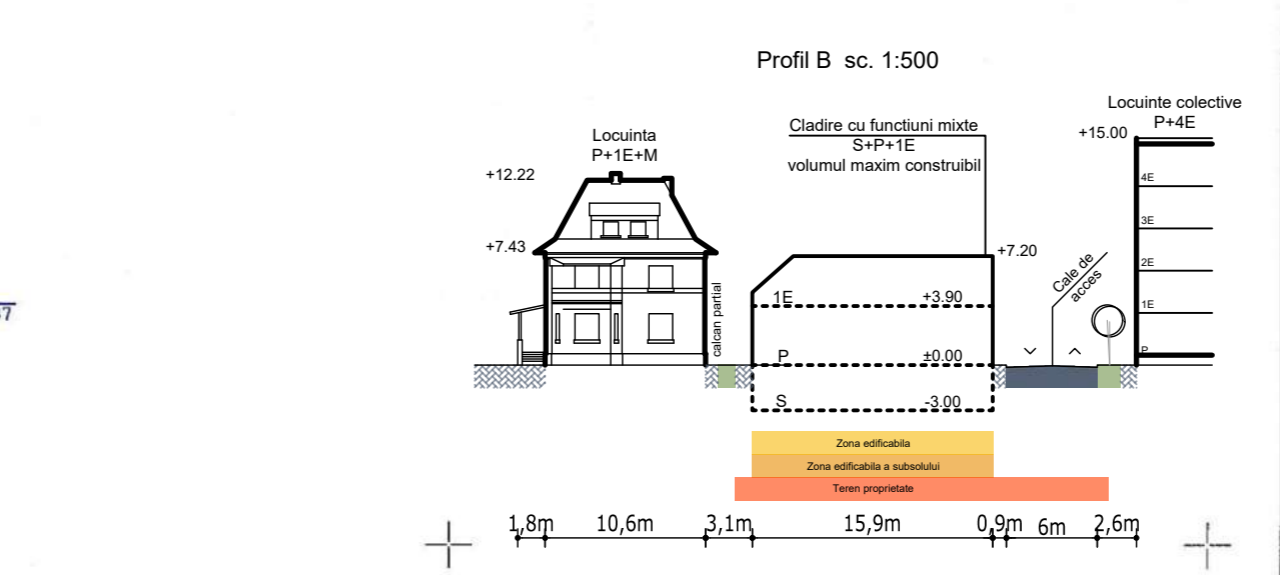 Profil B  sc. 1:500
Locuinte colective
P+4E
+15.00
Cladire cu functiuni mixte
S+P+1E
volumul maxim construibil
Locuinta
P+1E+M
+12.22
+7.43
+7.20
4E
3E
2E
1E
P
Cale de
acces
calcan partial
1E
+3.90
P
±0.00
S
-3.00
Zona edificabila
Zona edificabila a subsolului
Teren proprietate
1,8m
10,6m
3,1m
15,9m
0,9m
6m
2,6m